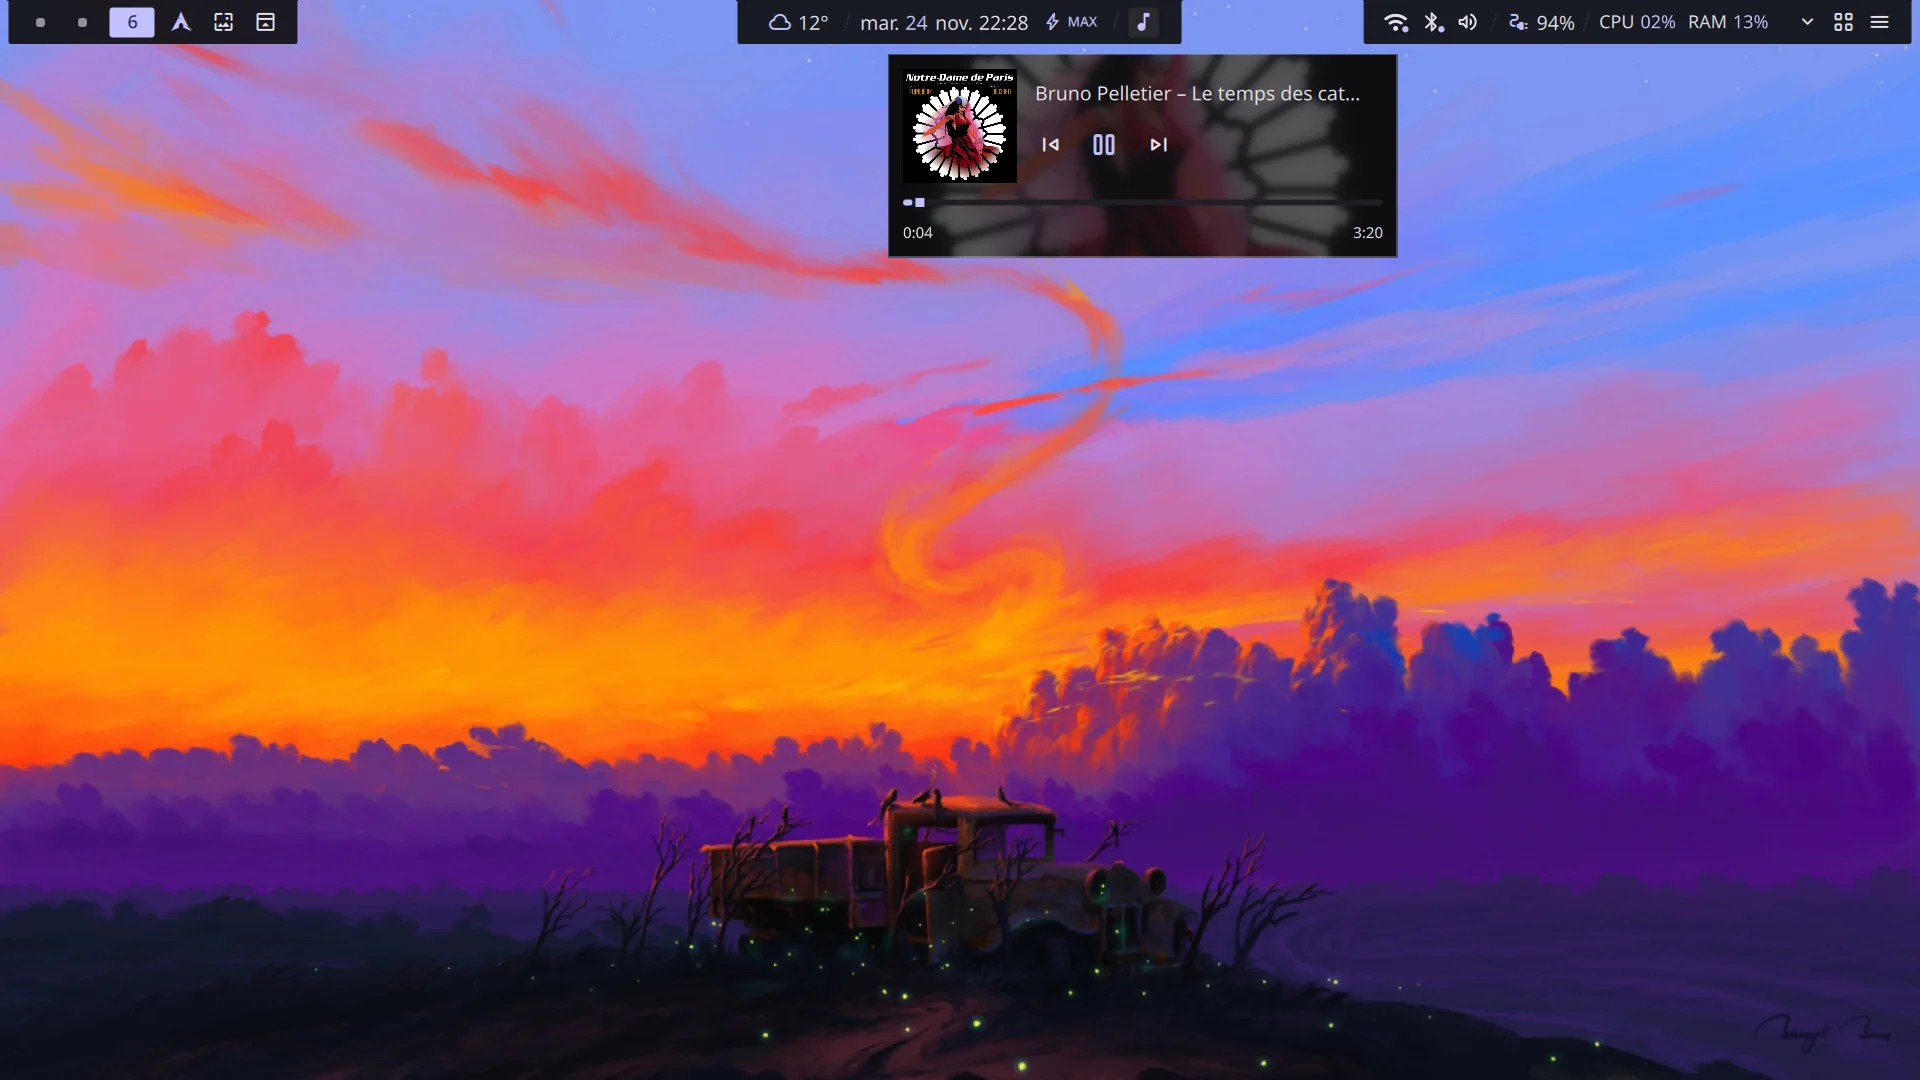 6
12° mar. 24 nov. 22:28 MAX
94% CPU 02% RAM 13%
Notre-Dame de Paris
Bruno Pelletier – Le temps des cat...
0:04 3:20